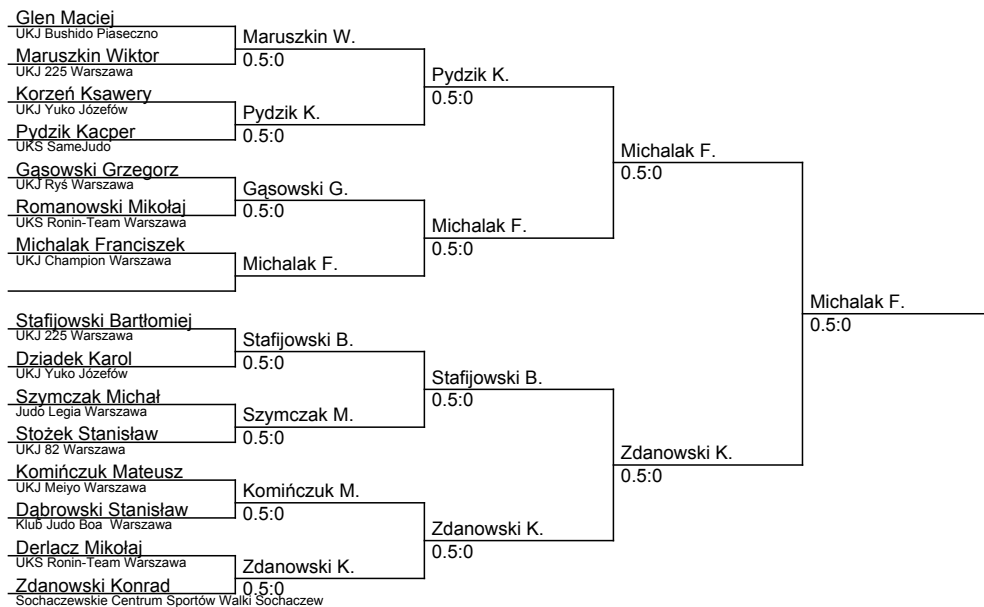 Glen Maciej
UKJ Bushido Piaseczno
Maruszkin Wiktor
UKJ 225 Warszawa
Korzeń Ksawery
UKJ Yuko Józefów
Pydzik Kacper
UKS SameJudo
Gąsowski Grzegorz
UKJ Ryś Warszawa
Romanowski Mikołaj
UKS Ronin-Team Warszawa
Michalak Franciszek
UKJ Champion Warszawa
Stafijowski Bartłomiej
UKJ 225 Warszawa
Dziadek Karol
UKJ Yuko Józefów
Szymczak Michał
Judo Legia Warszawa
Stożek Stanisław
UKJ 82 Warszawa
Komińczuk Mateusz
UKJ Meiyo Warszawa
Dąbrowski Stanisław
Klub Judo Boa  Warszawa
Derlacz Mikołaj
UKS Ronin-Team Warszawa
Zdanowski Konrad
Sochaczewskie Centrum Sportów Walki Sochaczew
Maruszkin W.
0.5:0
Pydzik K.
0.5:0
Gąsowski G.
0.5:0
Michalak F.
Stafijowski B.
0.5:0
Szymczak M.
0.5:0
Komińczuk M.
0.5:0
Zdanowski K.
0.5:0
Pydzik K.
0.5:0
Michalak F.
0.5:0
Stafijowski B.
0.5:0
Zdanowski K.
0.5:0
Michalak F.
0.5:0
Zdanowski K.
0.5:0
Michalak F.
0.5:0